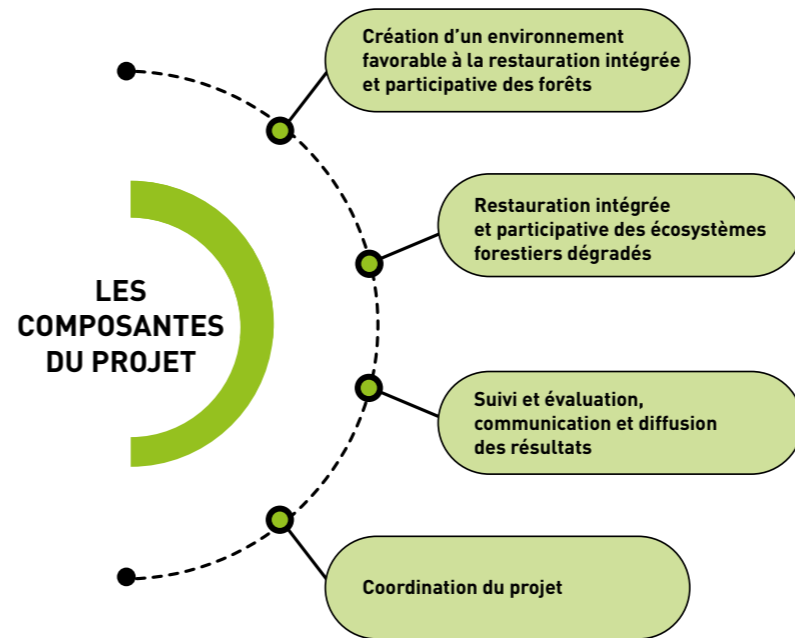 LES
COMPOSANTES
DU PROJET
Création d’un environnement
favorable à la restauration intégrée
et participative des forêts
Restauration intégrée
et participative des écosystèmes
forestiers dégradés
Suivi et évaluation,
communication et diffusion
des résultats
Coordination du projet